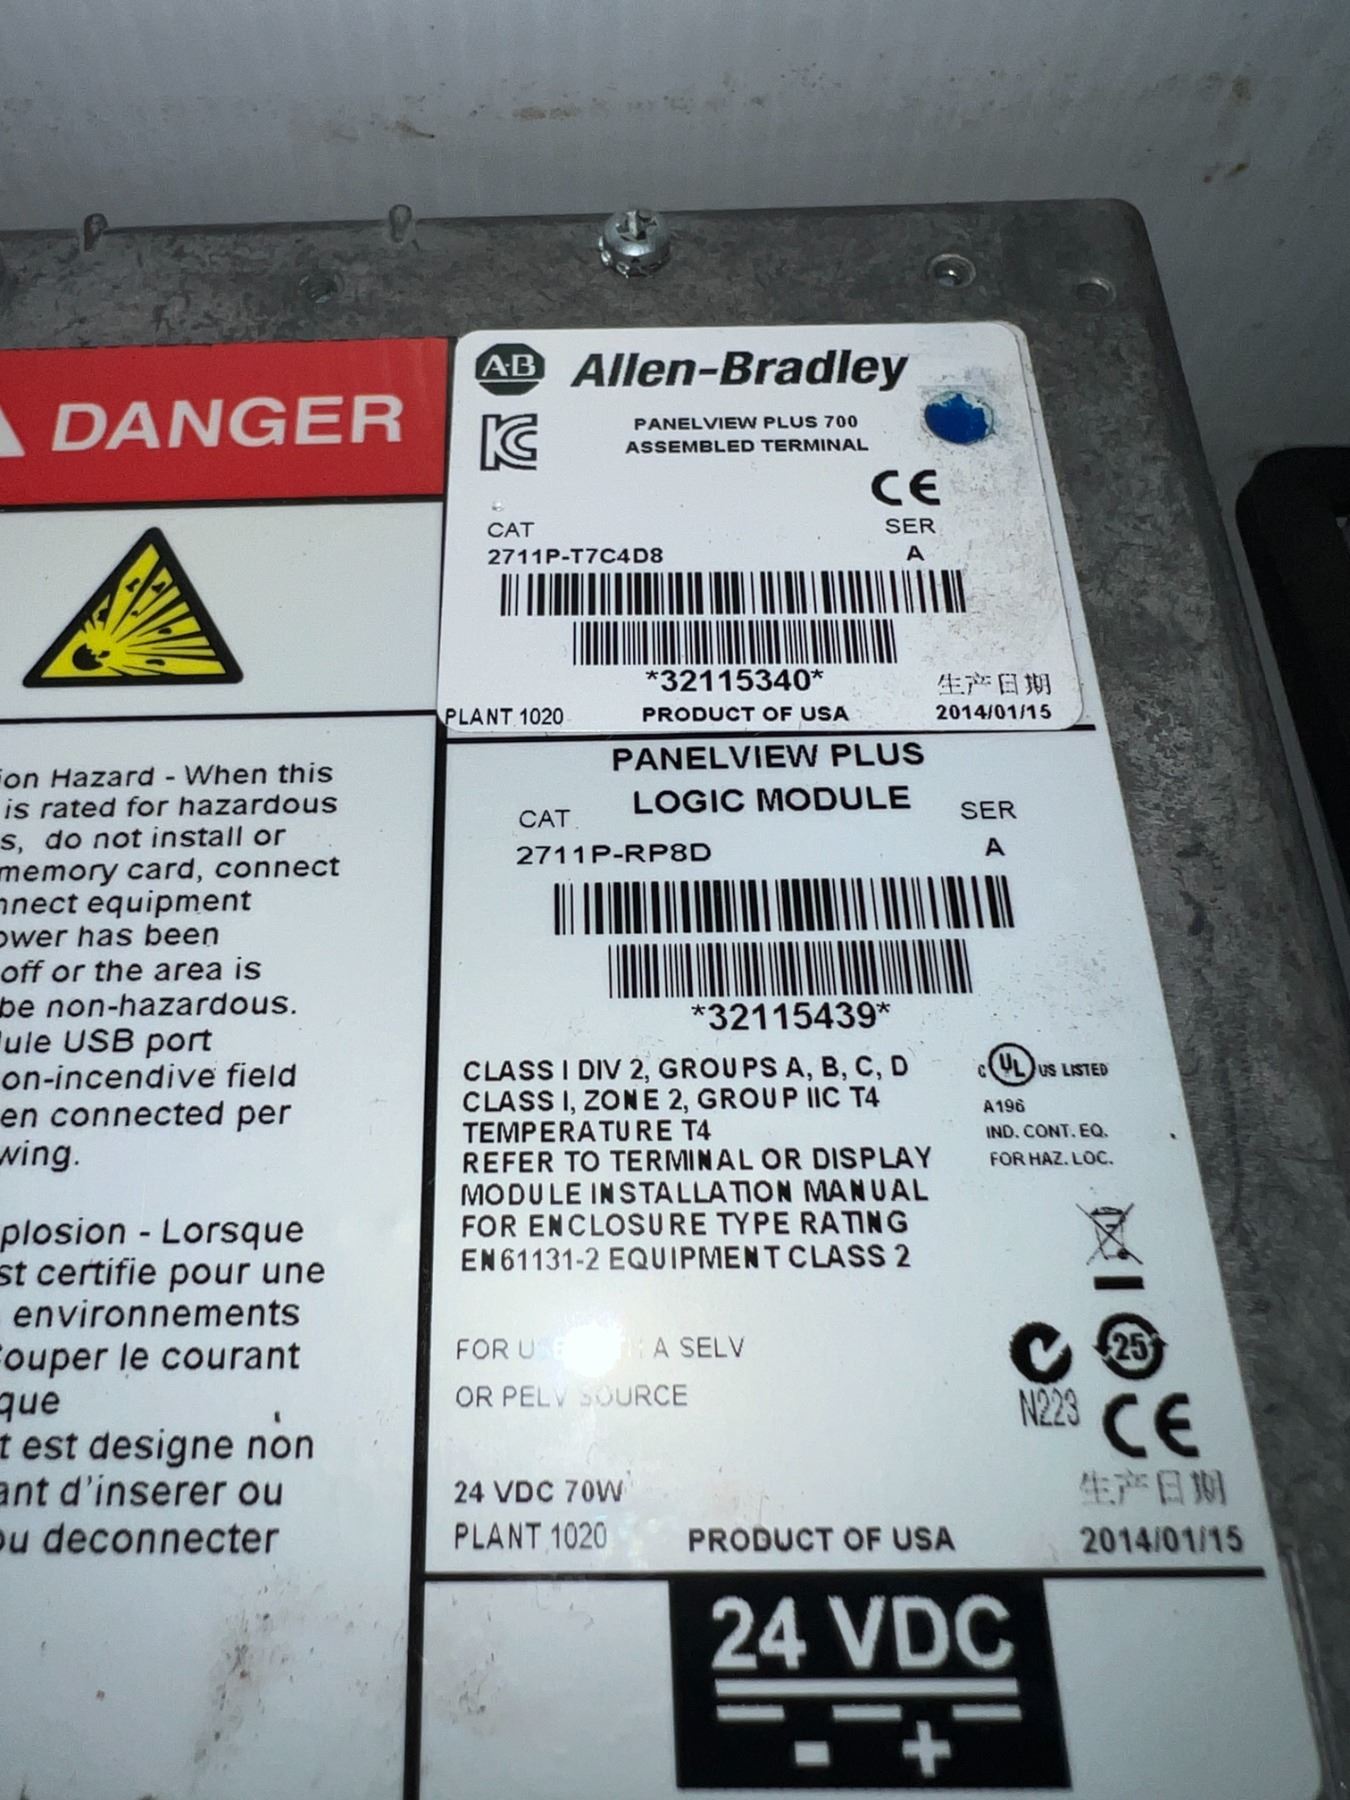 DANGER
ion Hazard - When this
is rated for hazardous
s, do not install or
memory card, connect
nnect equipment
ower has been
off or the area is
be non-hazardous.
ule USB port
on-incendive field
en connected per
wing.
plosion - Lorsque
st certifie pour une
environnements
Couper le courant
que
t est designe non
ant d'inserer ou
ou deconnecter
A-B Allen-Bradley
PANELVIEW PLUS 700
ASSEMBLED TERMINAL
CE
CAT SER
2711P-T7C4D8 A
*32115340*
生产日期
PLANT 1020 PRODUCT OF USA 2014/01/15
PANELVIEW PLUS
LOGIC MODULE
CAT SER
2711P-RP8D A
*32115439*
CLASS I DIV 2, GROUPS A, B, C, D
CLASS I, ZONE 2, GROUP IIC T4
TEMPERATURE T4
REFER TO TERMINAL OR DISPLAY
MODULE INSTALLATION MANUAL
FOR ENCLOSURE TYPE RATING
EN61131-2 EQUIPMENT CLASS 2
C UL US LISTED
A196
IND. CONT. EQ.
FOR HAZ. LOC.
FOR A SELV
OR PELV SOURCE
25
N223
CE
24 VDC 70W
生产日期
PLANT 1020 PRODUCT OF USA 2014/01/15
24 VDC
- +